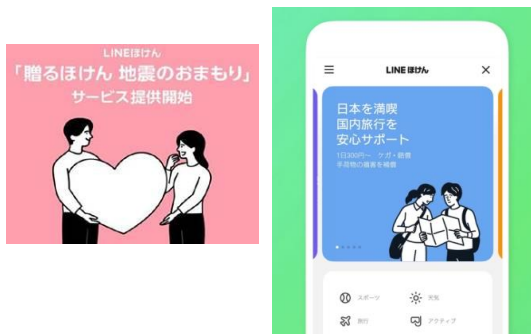 LINEほけん
「贈るほけん 地震のおまもり」
サービス提供開始
LINE ほけん
日本を満喫
国内旅行を
安心サポート
1日300円〜 ケガ・賠償
手荷物の損害を補償
スポーツ
天気
旅行
アクティブ